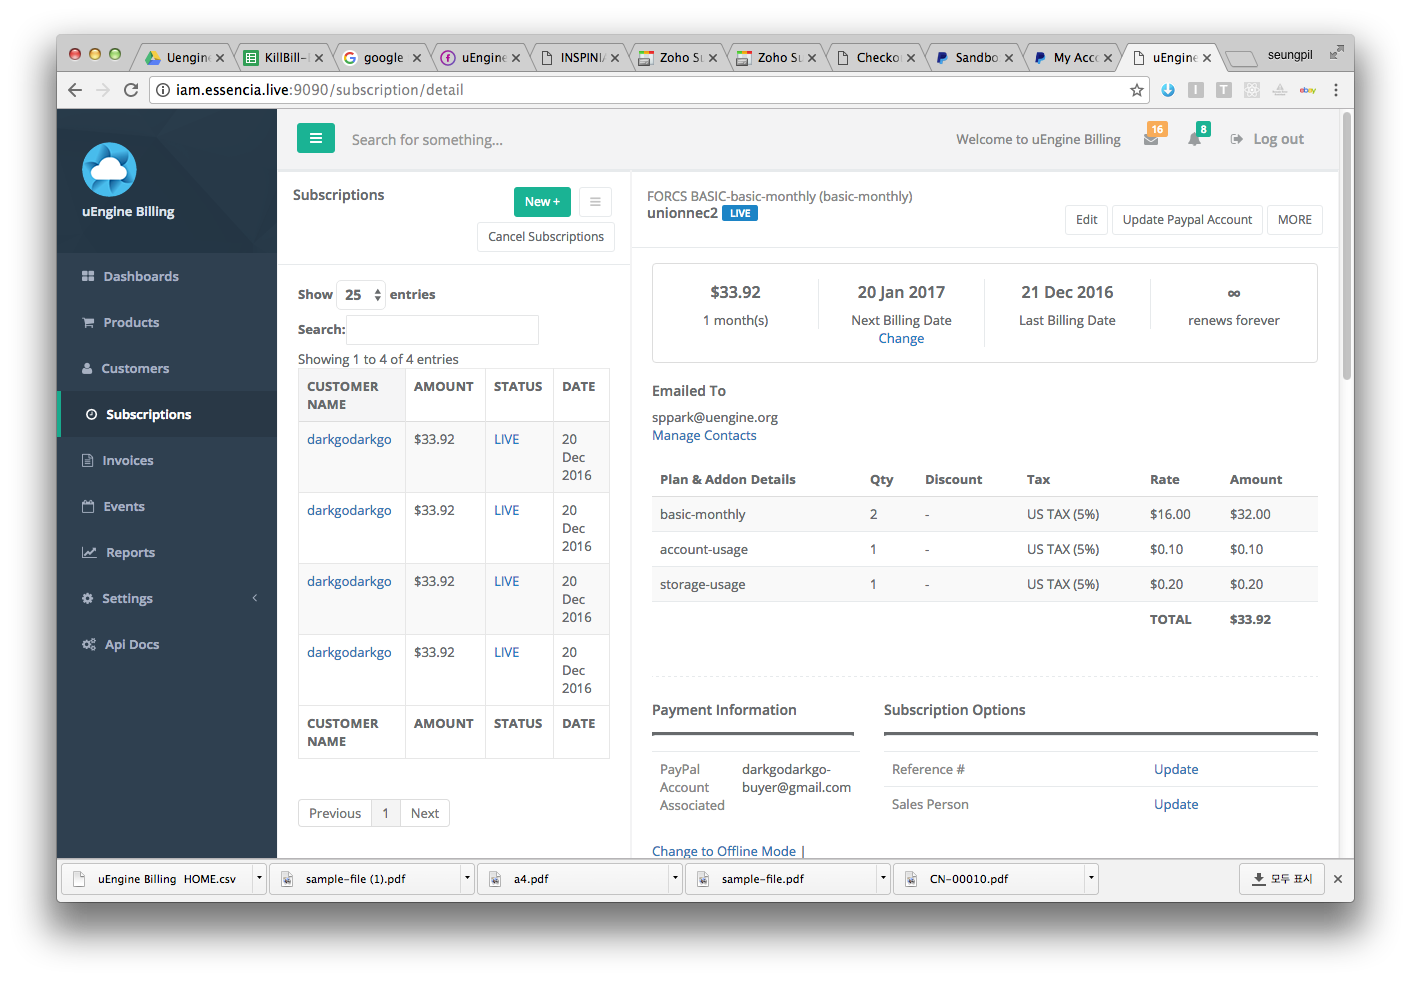 Uengin
KillBill-
google
uEngine
INSPINI
Zoho Su
Zoho Su
Checko
Sandbo
My Acc
uEngine
seungpil
iam.essencia.live:9090/subscription/detail
I
T
ebay
uEngine Billing
Dashboards
Products
Customers
Subscriptions
Invoices
Events
Reports
Settings
Api Docs
Search for something...
Welcome to uEngine Billing
16
8
Log out
Subscriptions
New +
Cancel Subscriptions
Show 25 entries
Search:
Showing 1 to 4 of 4 entries
CUSTOMER NAME AMOUNT STATUS DATE
darkgodarkgo $33.92 LIVE 20 Dec 2016
darkgodarkgo $33.92 LIVE 20 Dec 2016
darkgodarkgo $33.92 LIVE 20 Dec 2016
darkgodarkgo $33.92 LIVE 20 Dec 2016
CUSTOMER NAME AMOUNT STATUS DATE
Previous 1 Next
FORCS BASIC-basic-monthly (basic-monthly)
unionnec2 LIVE
Edit
Update Paypal Account
MORE
$33.92
1 month(s)
20 Jan 2017
Next Billing Date
Change
21 Dec 2016
Last Billing Date
∞
renews forever
Emailed To
sppark@uengine.org
Manage Contacts
Plan & Addon Details Qty Discount Tax Rate Amount
basic-monthly 2 - US TAX (5%) $16.00 $32.00
account-usage 1 - US TAX (5%) $0.10 $0.10
storage-usage 1 - US TAX (5%) $0.20 $0.20
TOTAL $33.92
Payment Information
PayPal Account Associated darkgodarkgo-buyer@gmail.com
Change to Offline Mode |
Subscription Options
Reference # Update
Sales Person Update
uEngine Billing HOME.csv
sample-file (1).pdf
a4.pdf
sample-file.pdf
CN-00010.pdf
모두 표시